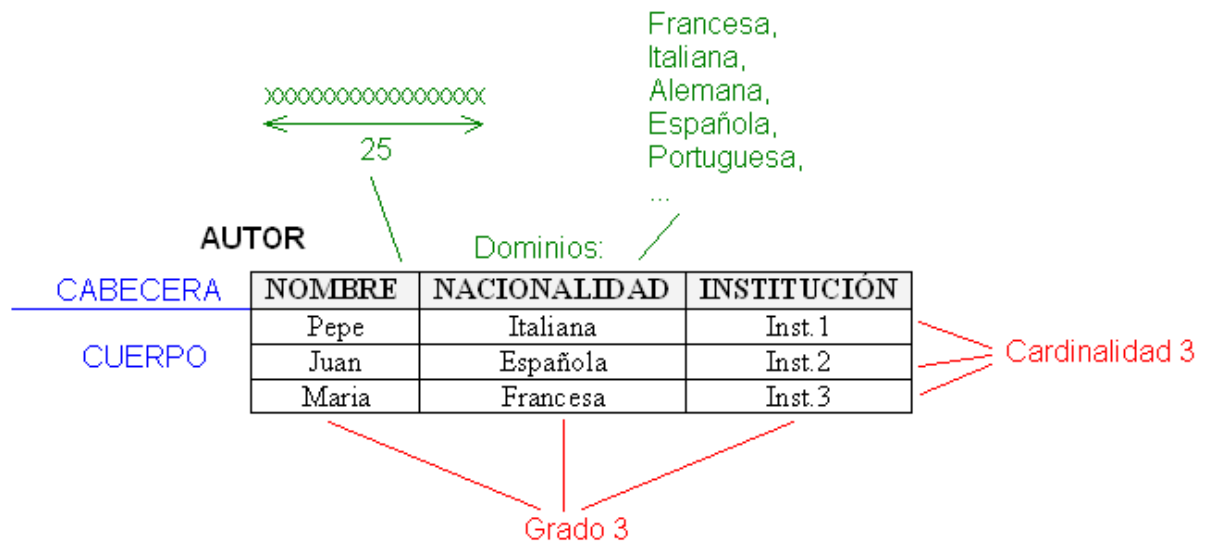 Francesa,
Italiana,
Alemana,
Española,
Portuguesa,
...
XXXXXXXXXXXXXXXXX
25
AUTOR
Dominios:
CABECERA NOMBRE NACIONALIDAD INSTITUCIÓN
CUERPO
Pepe Italiana Inst.1
Juan Española Inst.2
Maria Francesa Inst.3
Cardinalidad 3
Grado 3